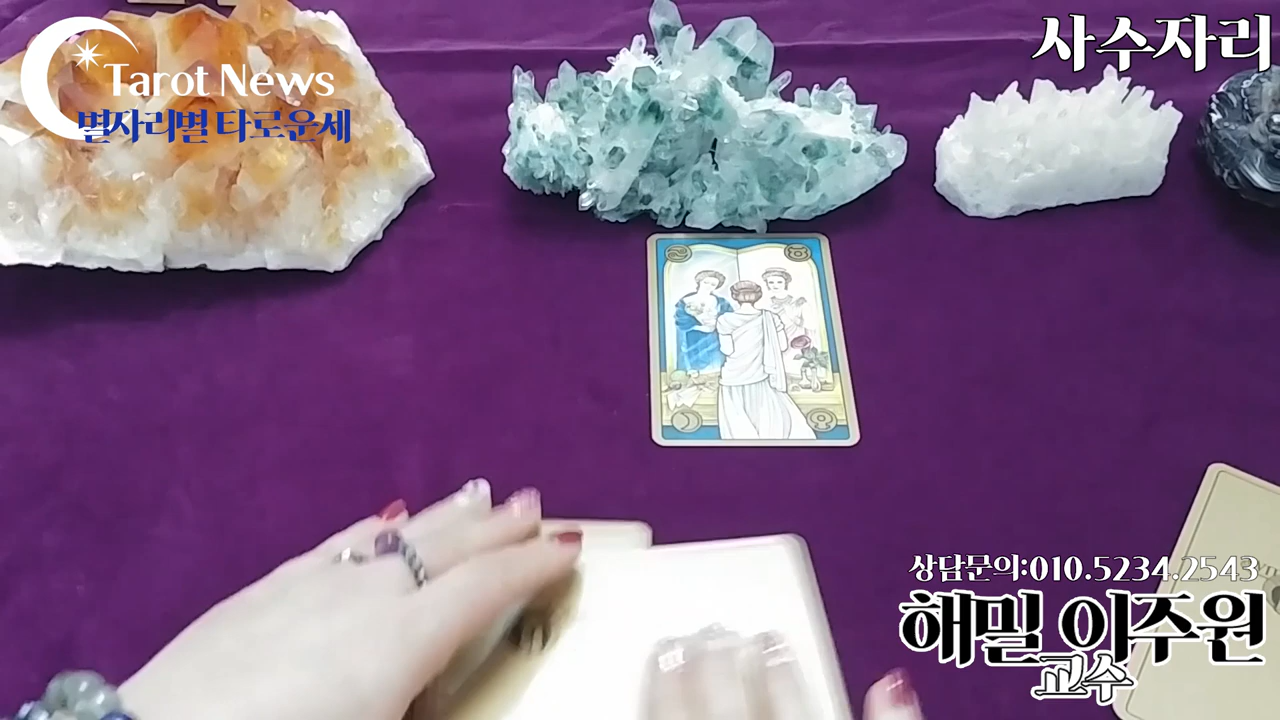 Tarot News
별자리별 타로운세
사수자리
상담문의:010.5234.2543
해밀 이주원
교수